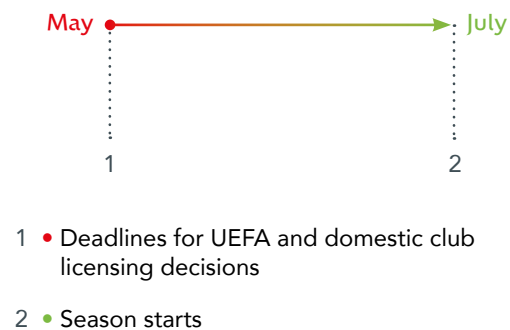 May July
1 2
1 • Deadlines for UEFA and domestic club
licensing decisions
2 • Season starts